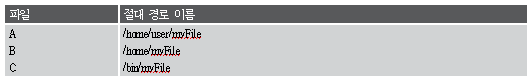 파일 절대 경로 이름
A /home/user/myFile
B /home/myFile
C /bin/myFile